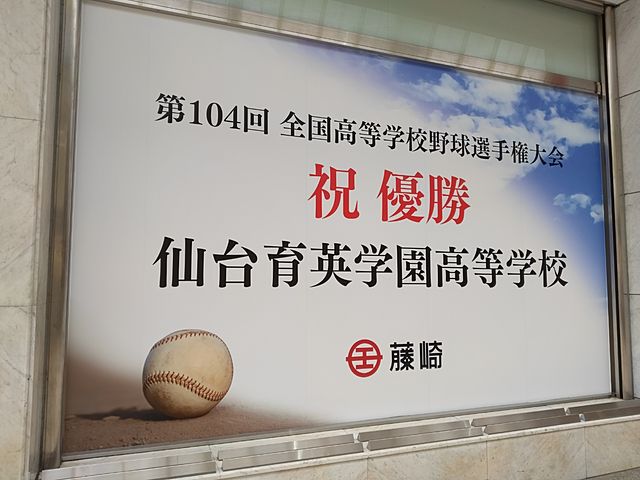 第104回 全国高等学校野球選手権大会
祝 優勝
仙台育英学園高等学校
藤崎